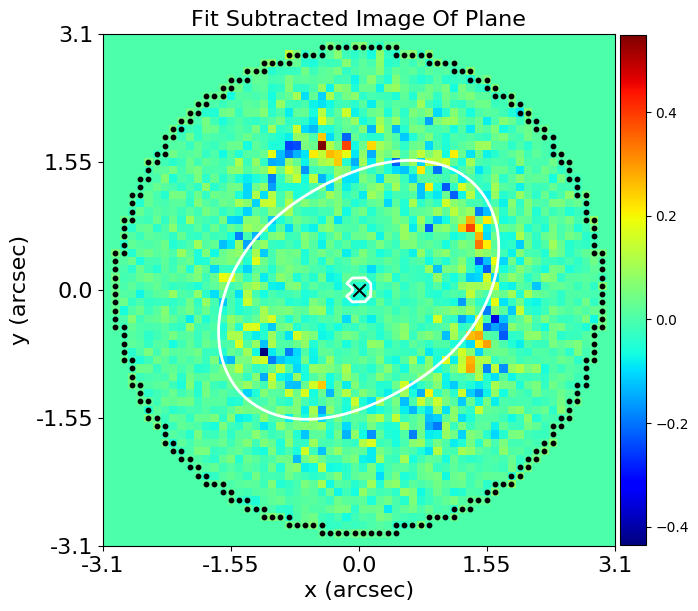 Fit Subtracted Image Of Plane
3.1
1.55
0.0
-1.55
-3.1
y (arcsec)
-3.1 -1.55 0.0 1.55 3.1
x (arcsec)
0.4
0.2
0.0
−0.2
−0.4